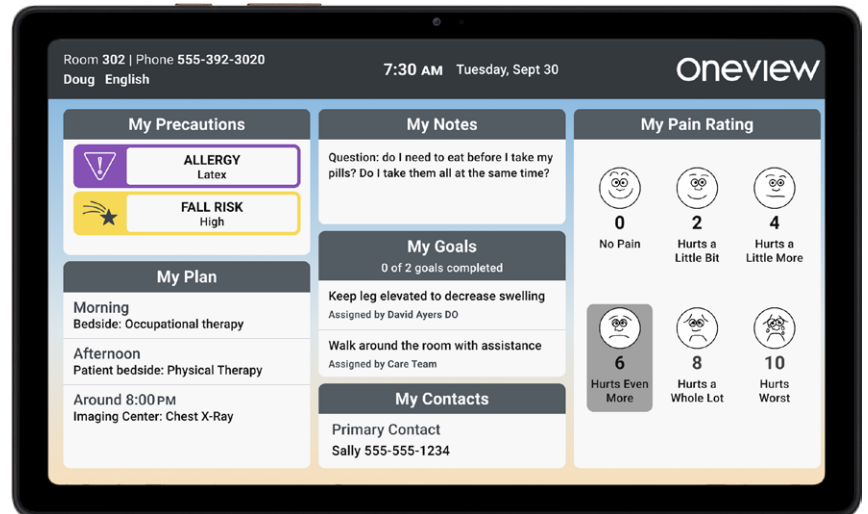 Room 302 | Phone 555-392-3020
Doug English
7:30 AM Tuesday, Sept 30
Oneview
My Precautions
ALLERGY
Latex
FALL RISK
High
My Plan
Morning
Bedside: Occupational therapy
Afternoon
Patient bedside: Physical Therapy
Around 8:00 PM
Imaging Center: Chest X-Ray
My Notes
Question: do I need to eat before I take my
pills? Do I take them all at the same time?
My Goals
0 of 2 goals completed
Keep leg elevated to decrease swelling
Assigned by David Ayers DO
Walk around the room with assistance
Assigned by Care Team
My Contacts
Primary Contact
Sally 555-555-1234
My Pain Rating
0
No Pain
2
Hurts a
Little Bit
4
Hurts a
Little More
6
Hurts Even
More
8
Hurts a
Whole Lot
10
Hurts
Worst